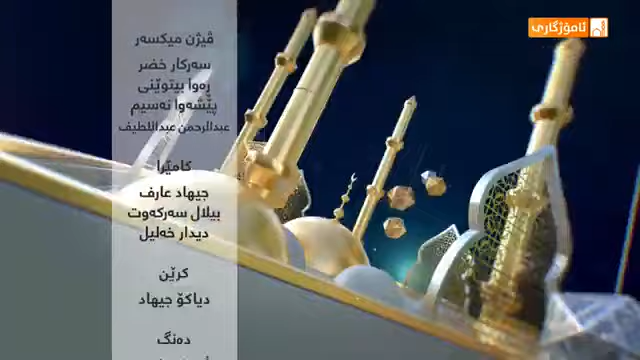 ئامۆژگاری
ڤیژن میکسەر
سەرکار خضر
ڕەوا بیتوێنی
پێشەوا نەسیم
عبدالرحمن عبداللطیف
کامێرا
جیهاد عارف
بیلال سەرکەوت
دیدار خەلیل
کرێن
دیاکۆ جیهاد
دەنگ